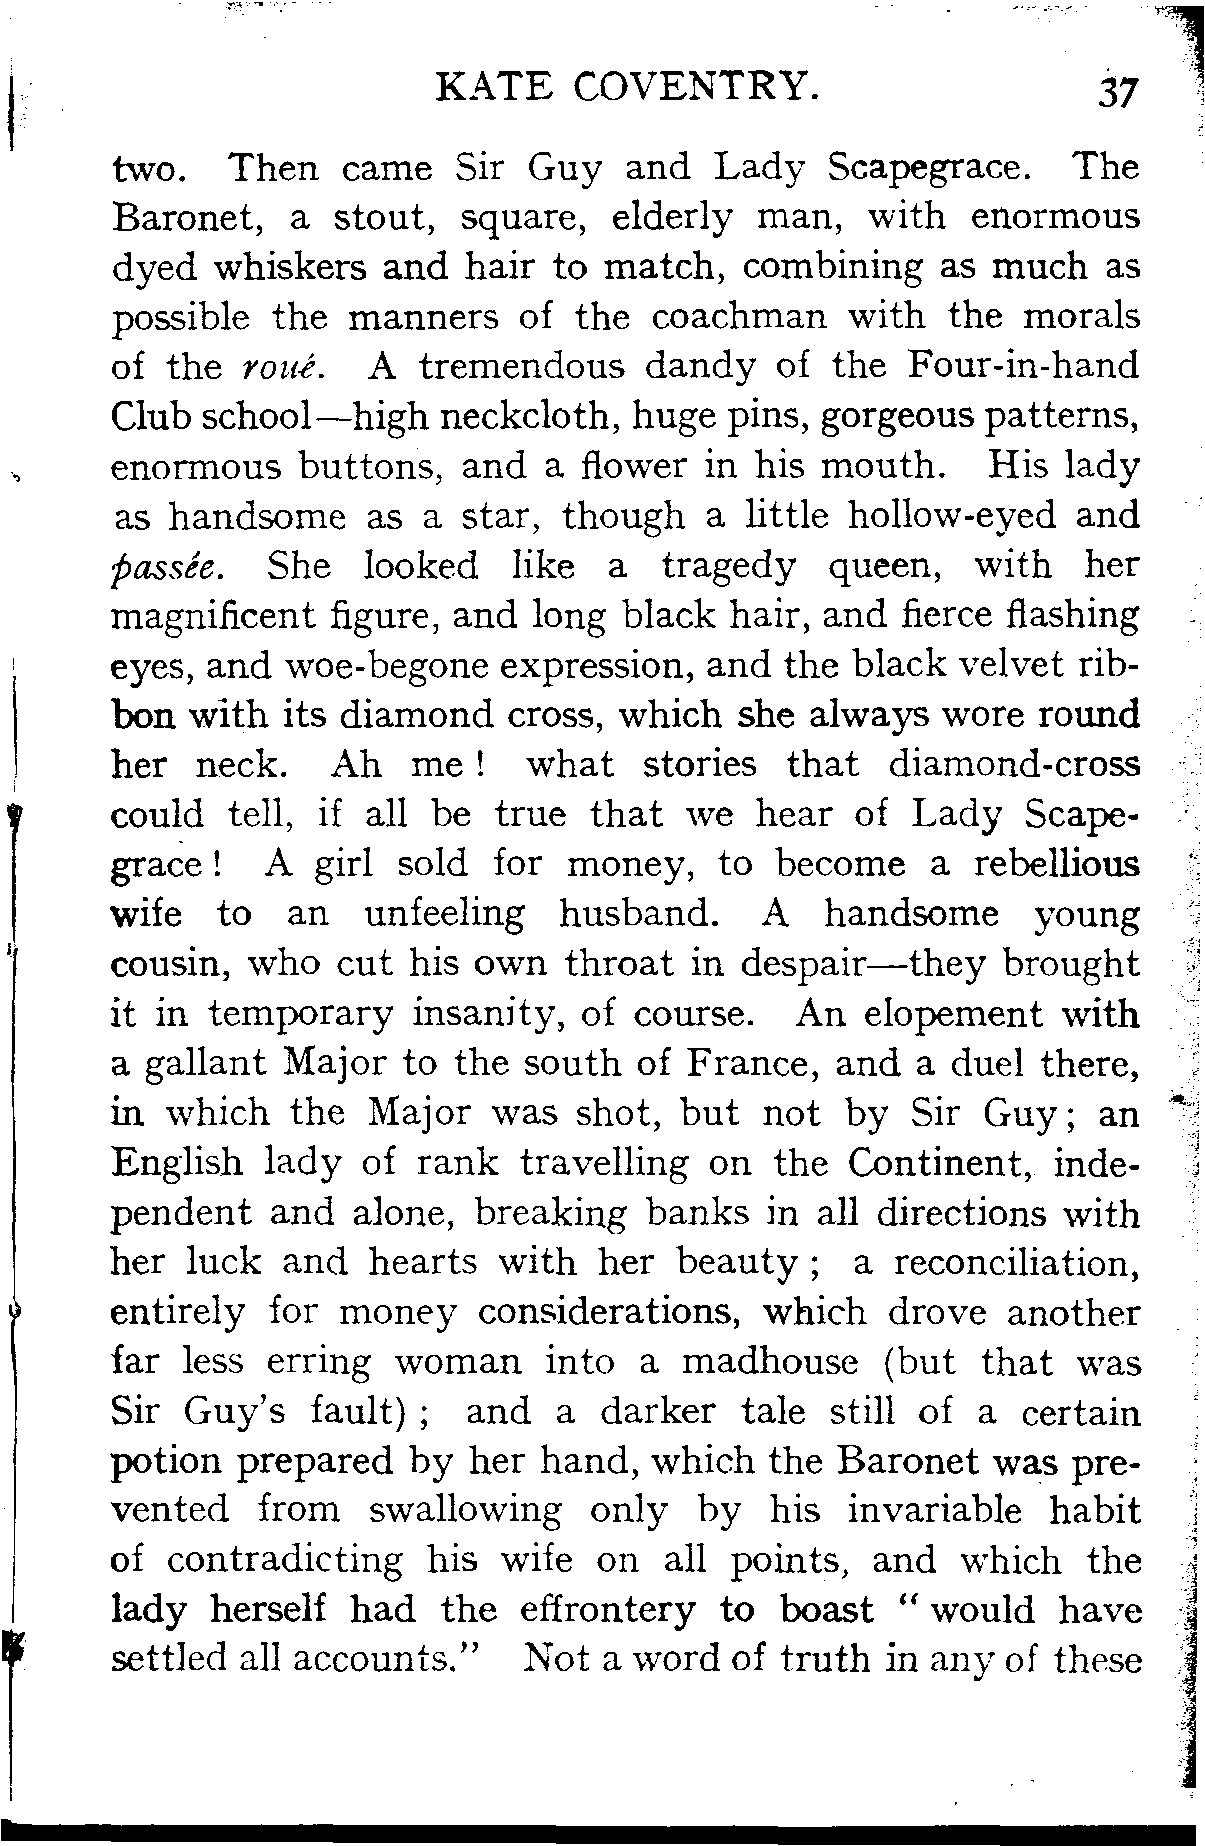 KATE COVENTRY. 37
two. Then came Sir Guy and Lady Scapegrace. The
Baronet, a stout, square, elderly man, with enormous
dyed whiskers and hair to match, combining as much as
possible the manners of the coachman with the morals
of the roué. A tremendous dandy of the Four-in-hand
Club school—high neckcloth, huge pins, gorgeous patterns,
enormous buttons, and a flower in his mouth. His lady
as handsome as a star, though a little hollow-eyed and
passée. She looked like a tragedy queen, with her
magnificent figure, and long black hair, and fierce flashing
eyes, and woe-begone expression, and the black velvet rib-
bon with its diamond cross, which she always wore round
her neck. Ah me! what stories that diamond-cross
could tell, if all be true that we hear of Lady Scape-
grace! A girl sold for money, to become a rebellious
wife to an unfeeling husband. A handsome young
cousin, who cut his own throat in despair—they brought
it in temporary insanity, of course. An elopement with
a gallant Major to the south of France, and a duel there,
in which the Major was shot, but not by Sir Guy; an
English lady of rank travelling on the Continent, inde-
pendent and alone, breaking banks in all directions with
her luck and hearts with her beauty; a reconciliation,
entirely for money considerations, which drove another
far less erring woman into a madhouse (but that was
Sir Guy's fault); and a darker tale still of a certain
potion prepared by her hand, which the Baronet was pre-
vented from swallowing only by his invariable habit
of contradicting his wife on all points, and which the
lady herself had the effrontery to boast "would have
settled all accounts." Not a word of truth in any of these